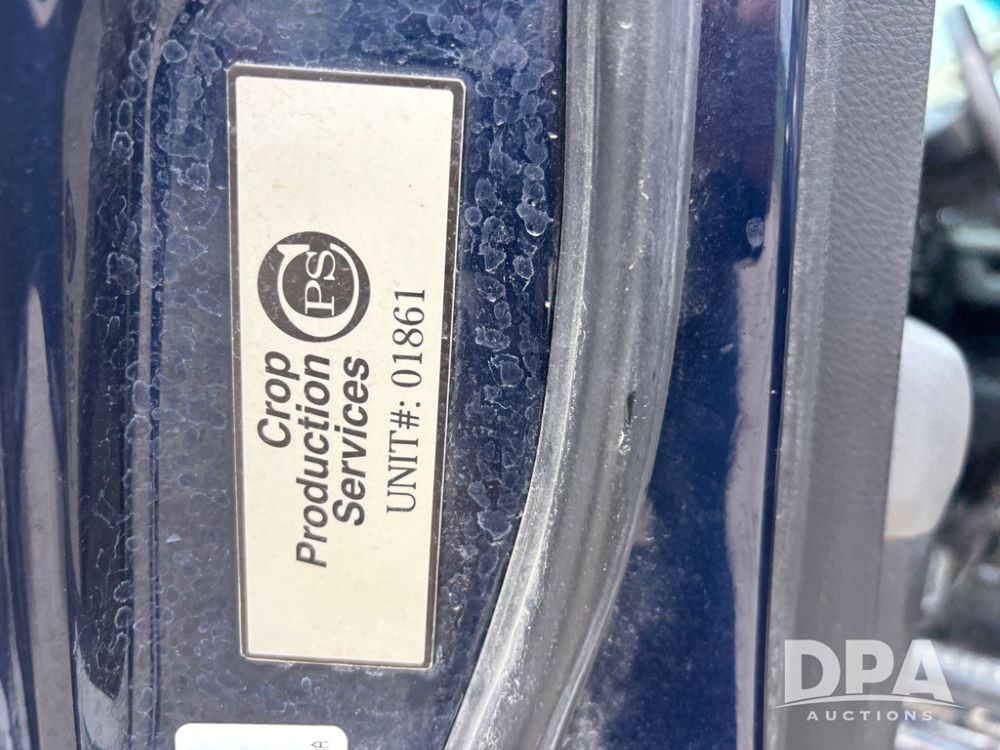 CPS
Crop
Production
Services
UNIT#: 01861
DPA
AUCTIONS